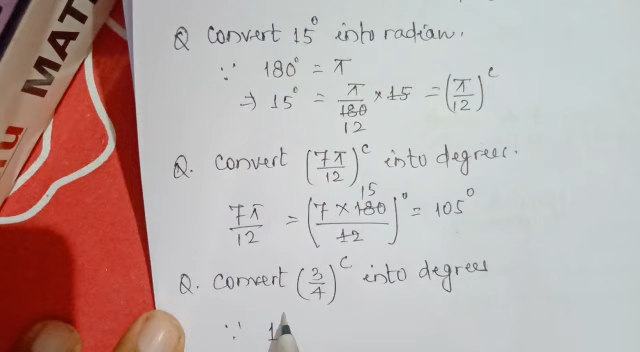 MAT
Q convert 15° into radian.
∵ 180° = π
→ 15° = π/180 × 15 = (π/12)^c
12
Q. convert (7π/12)^c into degrees.
15
7π/12 = (7 × 180/12)° = 105°
Q. convert (3/4)^c into degrees
∵ 1